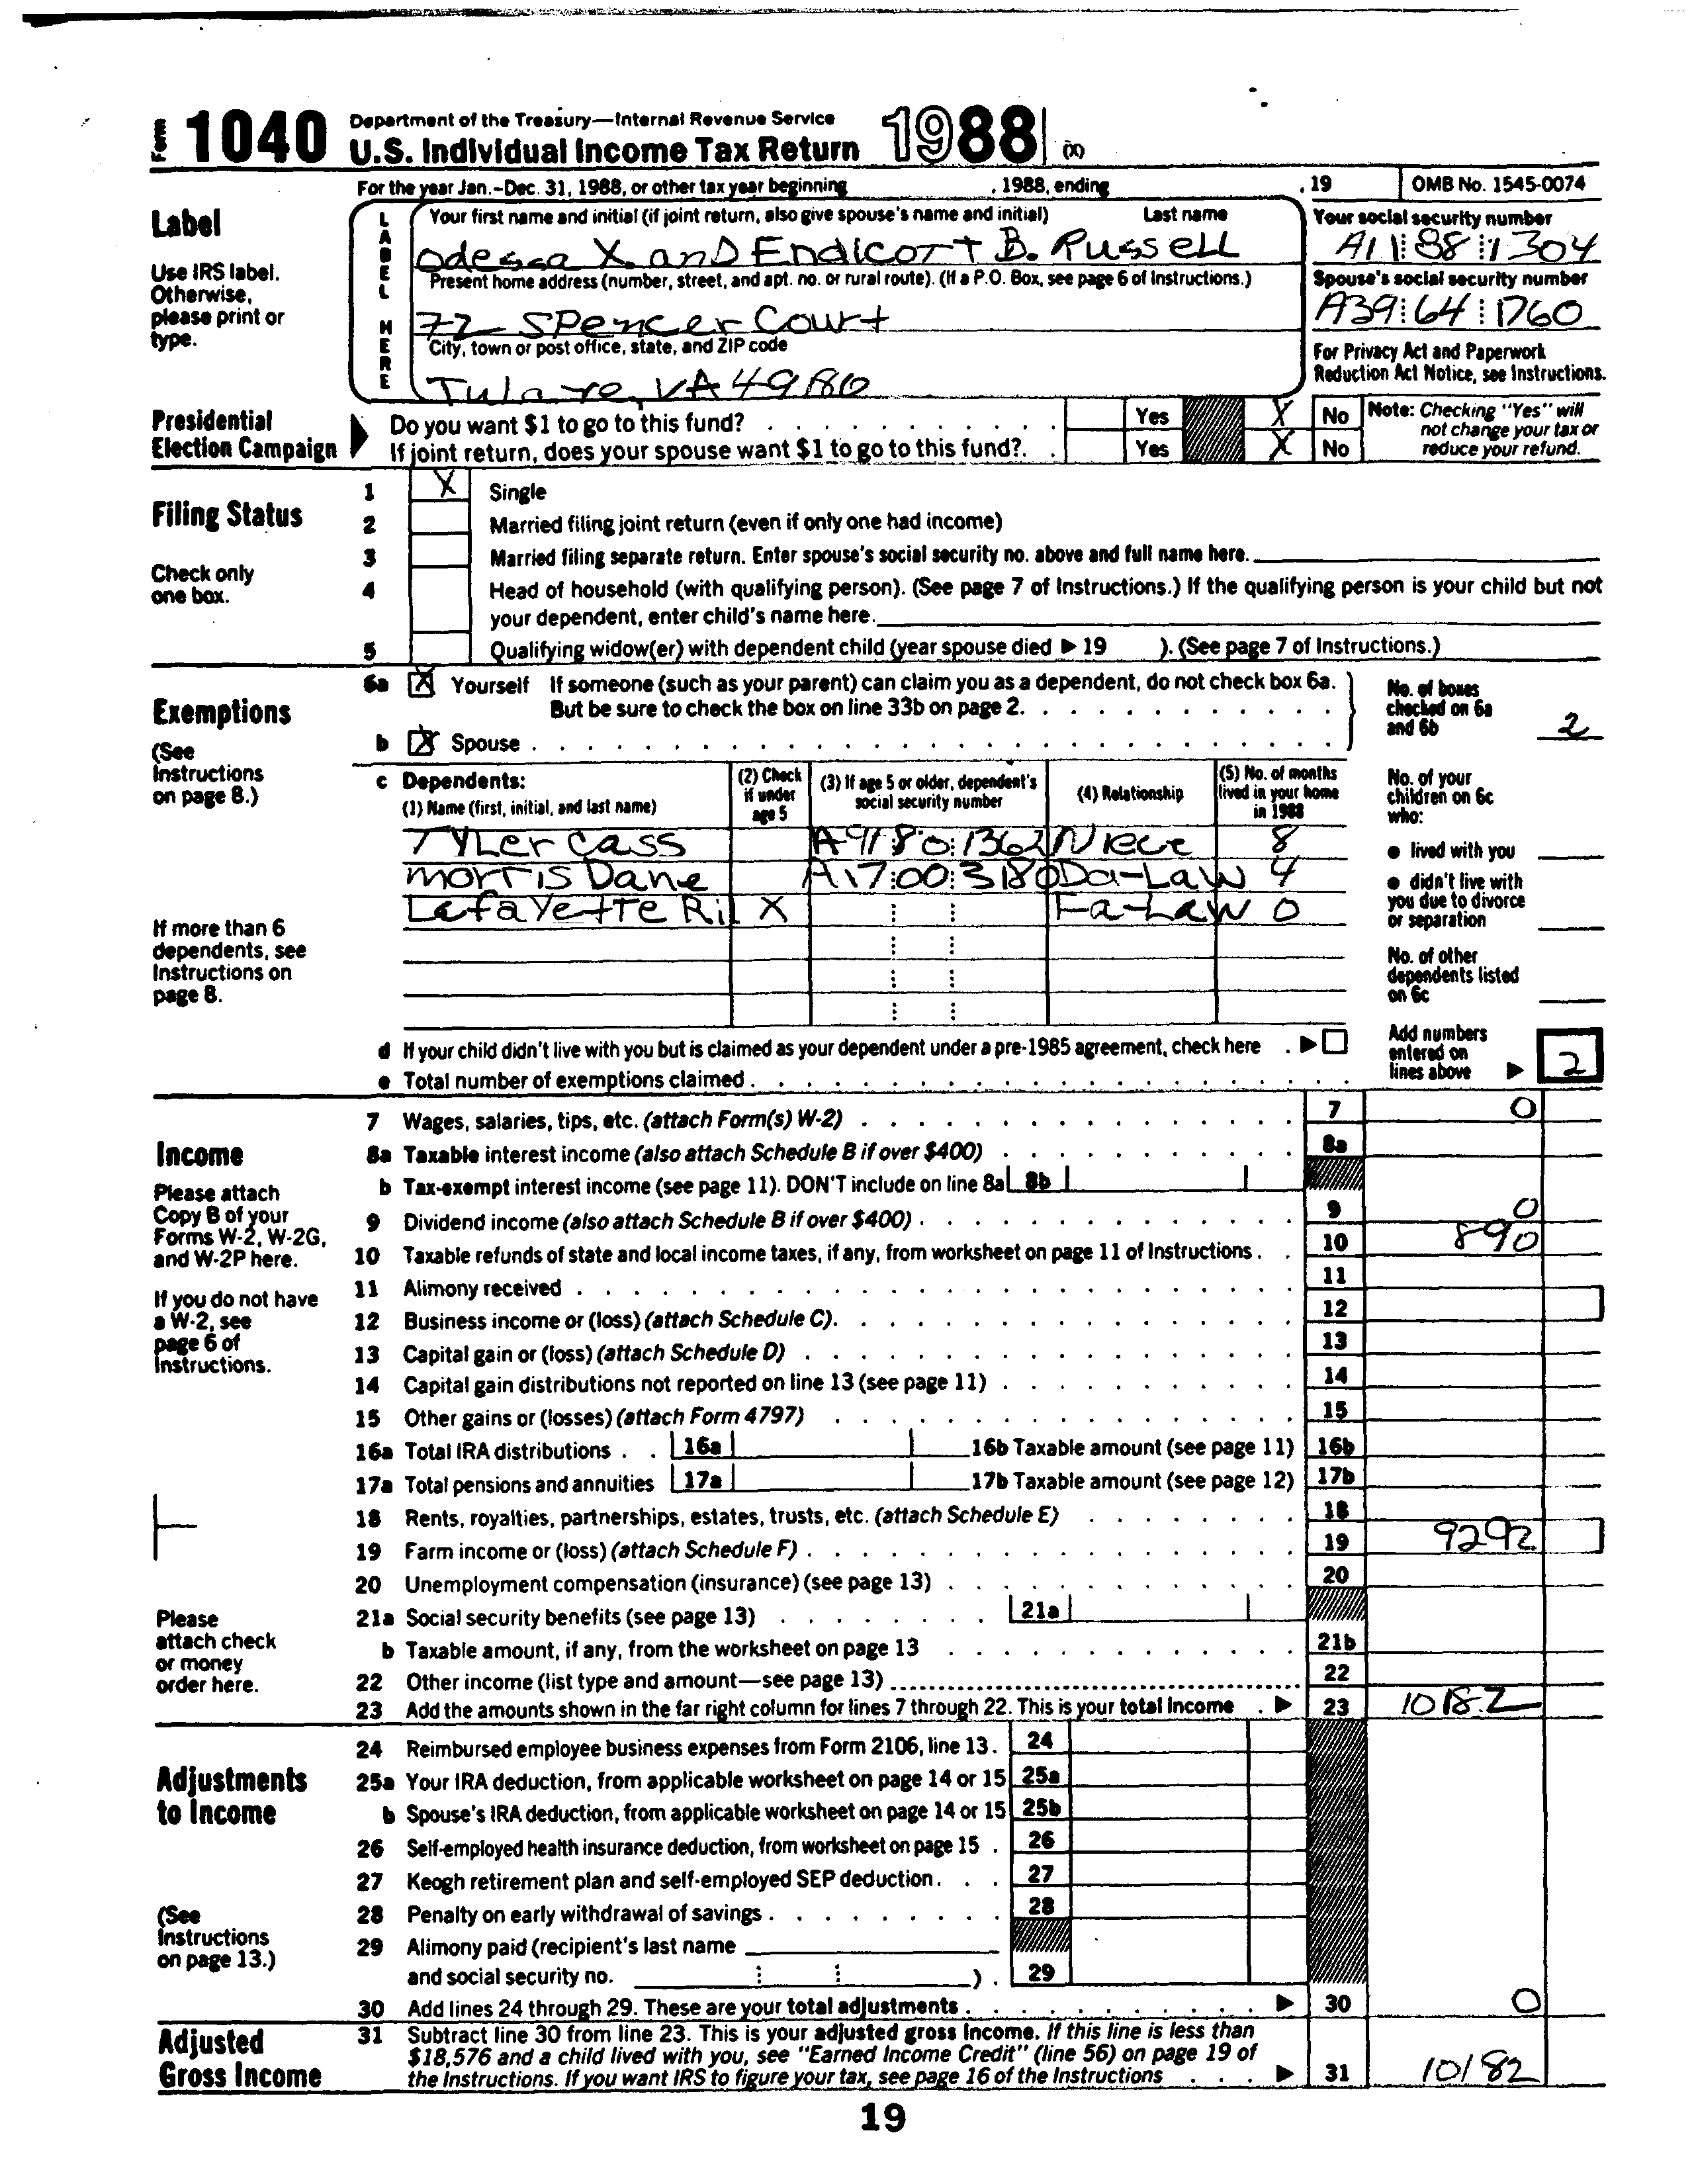 Form 1040 Department of the Treasury—Internal Revenue Service
U.S. Individual Income Tax Return 1988 (X)
For the year Jan.-Dec. 31, 1988, or other tax year beginning , 1988, ending , 19 OMB No. 1545-0074
Label
Use IRS label. Otherwise, please print or type.
LABEL HERE
Your first name and initial (if joint return, also give spouse's name and initial) Last name
Odessa X. and Endicott B. Russell
Your social security number
A11 88 1304
Present home address (number, street, and apt. no. or rural route). (If a P.O. Box, see page 6 of Instructions.)
72 Spencer Court
Spouse's social security number
A39 64 1760
City, town or post office, state, and ZIP code
Tulare, VA 49980
For Privacy Act and Paperwork Reduction Act Notice, see Instructions.
Presidential Election Campaign
Do you want $1 to go to this fund? Yes X No
If joint return, does your spouse want $1 to go to this fund? Yes X No
Note: Checking "Yes" will not change your tax or reduce your refund.
Filing Status
Check only one box.
1 X Single
2 Married filing joint return (even if only one had income)
3 Married filing separate return. Enter spouse's social security no. above and full name here.
4 Head of household (with qualifying person). (See page 7 of Instructions.) If the qualifying person is your child but not
your dependent, enter child's name here.
5 Qualifying widow(er) with dependent child (year spouse died ▶ 19 ). (See page 7 of Instructions.)
Exemptions
(See Instructions on page 8.)
6a X Yourself If someone (such as your parent) can claim you as a dependent, do not check box 6a.
But be sure to check the box on line 33b on page 2.
b X Spouse
No. of boxes checked on 6a and 6b 2
c Dependents:
(1) Name (first, initial, and last name) (2) Check if under age 5 (3) If age 5 or older, dependent's social security number (4) Relationship (5) No. of months lived in your home in 1988
Tyler Cass A91 80 1362 Niece 8
Morris Dane A17 00 3180 Da-Law 4
Lafayette Ril X Fa-Law 0
If more than 6 dependents, see Instructions on page 8.
No. of your children on 6c who:
● lived with you
● didn't live with you due to divorce or separation
No. of other dependents listed on 6c
d If your child didn't live with you but is claimed as your dependent under a pre-1985 agreement, check here ▶
e Total number of exemptions claimed
Add numbers entered on lines above ▶ 2
Income
Please attach Copy B of your Forms W-2, W-2G, and W-2P here.
If you do not have a W-2, see page 6 of Instructions.
Please attach check or money order here.
7 Wages, salaries, tips, etc. (attach Form(s) W-2) 7 0
8a Taxable interest income (also attach Schedule B if over $400) 8a
b Tax-exempt interest income (see page 11). DON'T include on line 8a 8b
9 Dividend income (also attach Schedule B if over $400) 9 0
10 Taxable refunds of state and local income taxes, if any, from worksheet on page 11 of Instructions 10 890
11 Alimony received 11
12 Business income or (loss) (attach Schedule C) 12
13 Capital gain or (loss) (attach Schedule D) 13
14 Capital gain distributions not reported on line 13 (see page 11) 14
15 Other gains or (losses) (attach Form 4797) 15
16a Total IRA distributions 16a 16b Taxable amount (see page 11) 16b
17a Total pensions and annuities 17a 17b Taxable amount (see page 12) 17b
18 Rents, royalties, partnerships, estates, trusts, etc. (attach Schedule E) 18
19 Farm income or (loss) (attach Schedule F) 19 9292
20 Unemployment compensation (insurance) (see page 13) 20
21a Social security benefits (see page 13) 21a
b Taxable amount, if any, from the worksheet on page 13 21b
22 Other income (list type and amount—see page 13) 22
23 Add the amounts shown in the far right column for lines 7 through 22. This is your total income ▶ 23 10182
Adjustments to Income
(See Instructions on page 13.)
24 Reimbursed employee business expenses from Form 2106, line 13. 24
25a Your IRA deduction, from applicable worksheet on page 14 or 15 25a
b Spouse's IRA deduction, from applicable worksheet on page 14 or 15 25b
26 Self-employed health insurance deduction, from worksheet on page 15 26
27 Keogh retirement plan and self-employed SEP deduction 27
28 Penalty on early withdrawal of savings 28
29 Alimony paid (recipient's last name
and social security no. ). 29
30 Add lines 24 through 29. These are your total adjustments ▶ 30 0
Adjusted Gross Income
31 Subtract line 30 from line 23. This is your adjusted gross income. If this line is less than
$18,576 and a child lived with you, see "Earned Income Credit" (line 56) on page 19 of
the Instructions. If you want IRS to figure your tax, see page 16 of the Instructions ▶ 31 10182
19